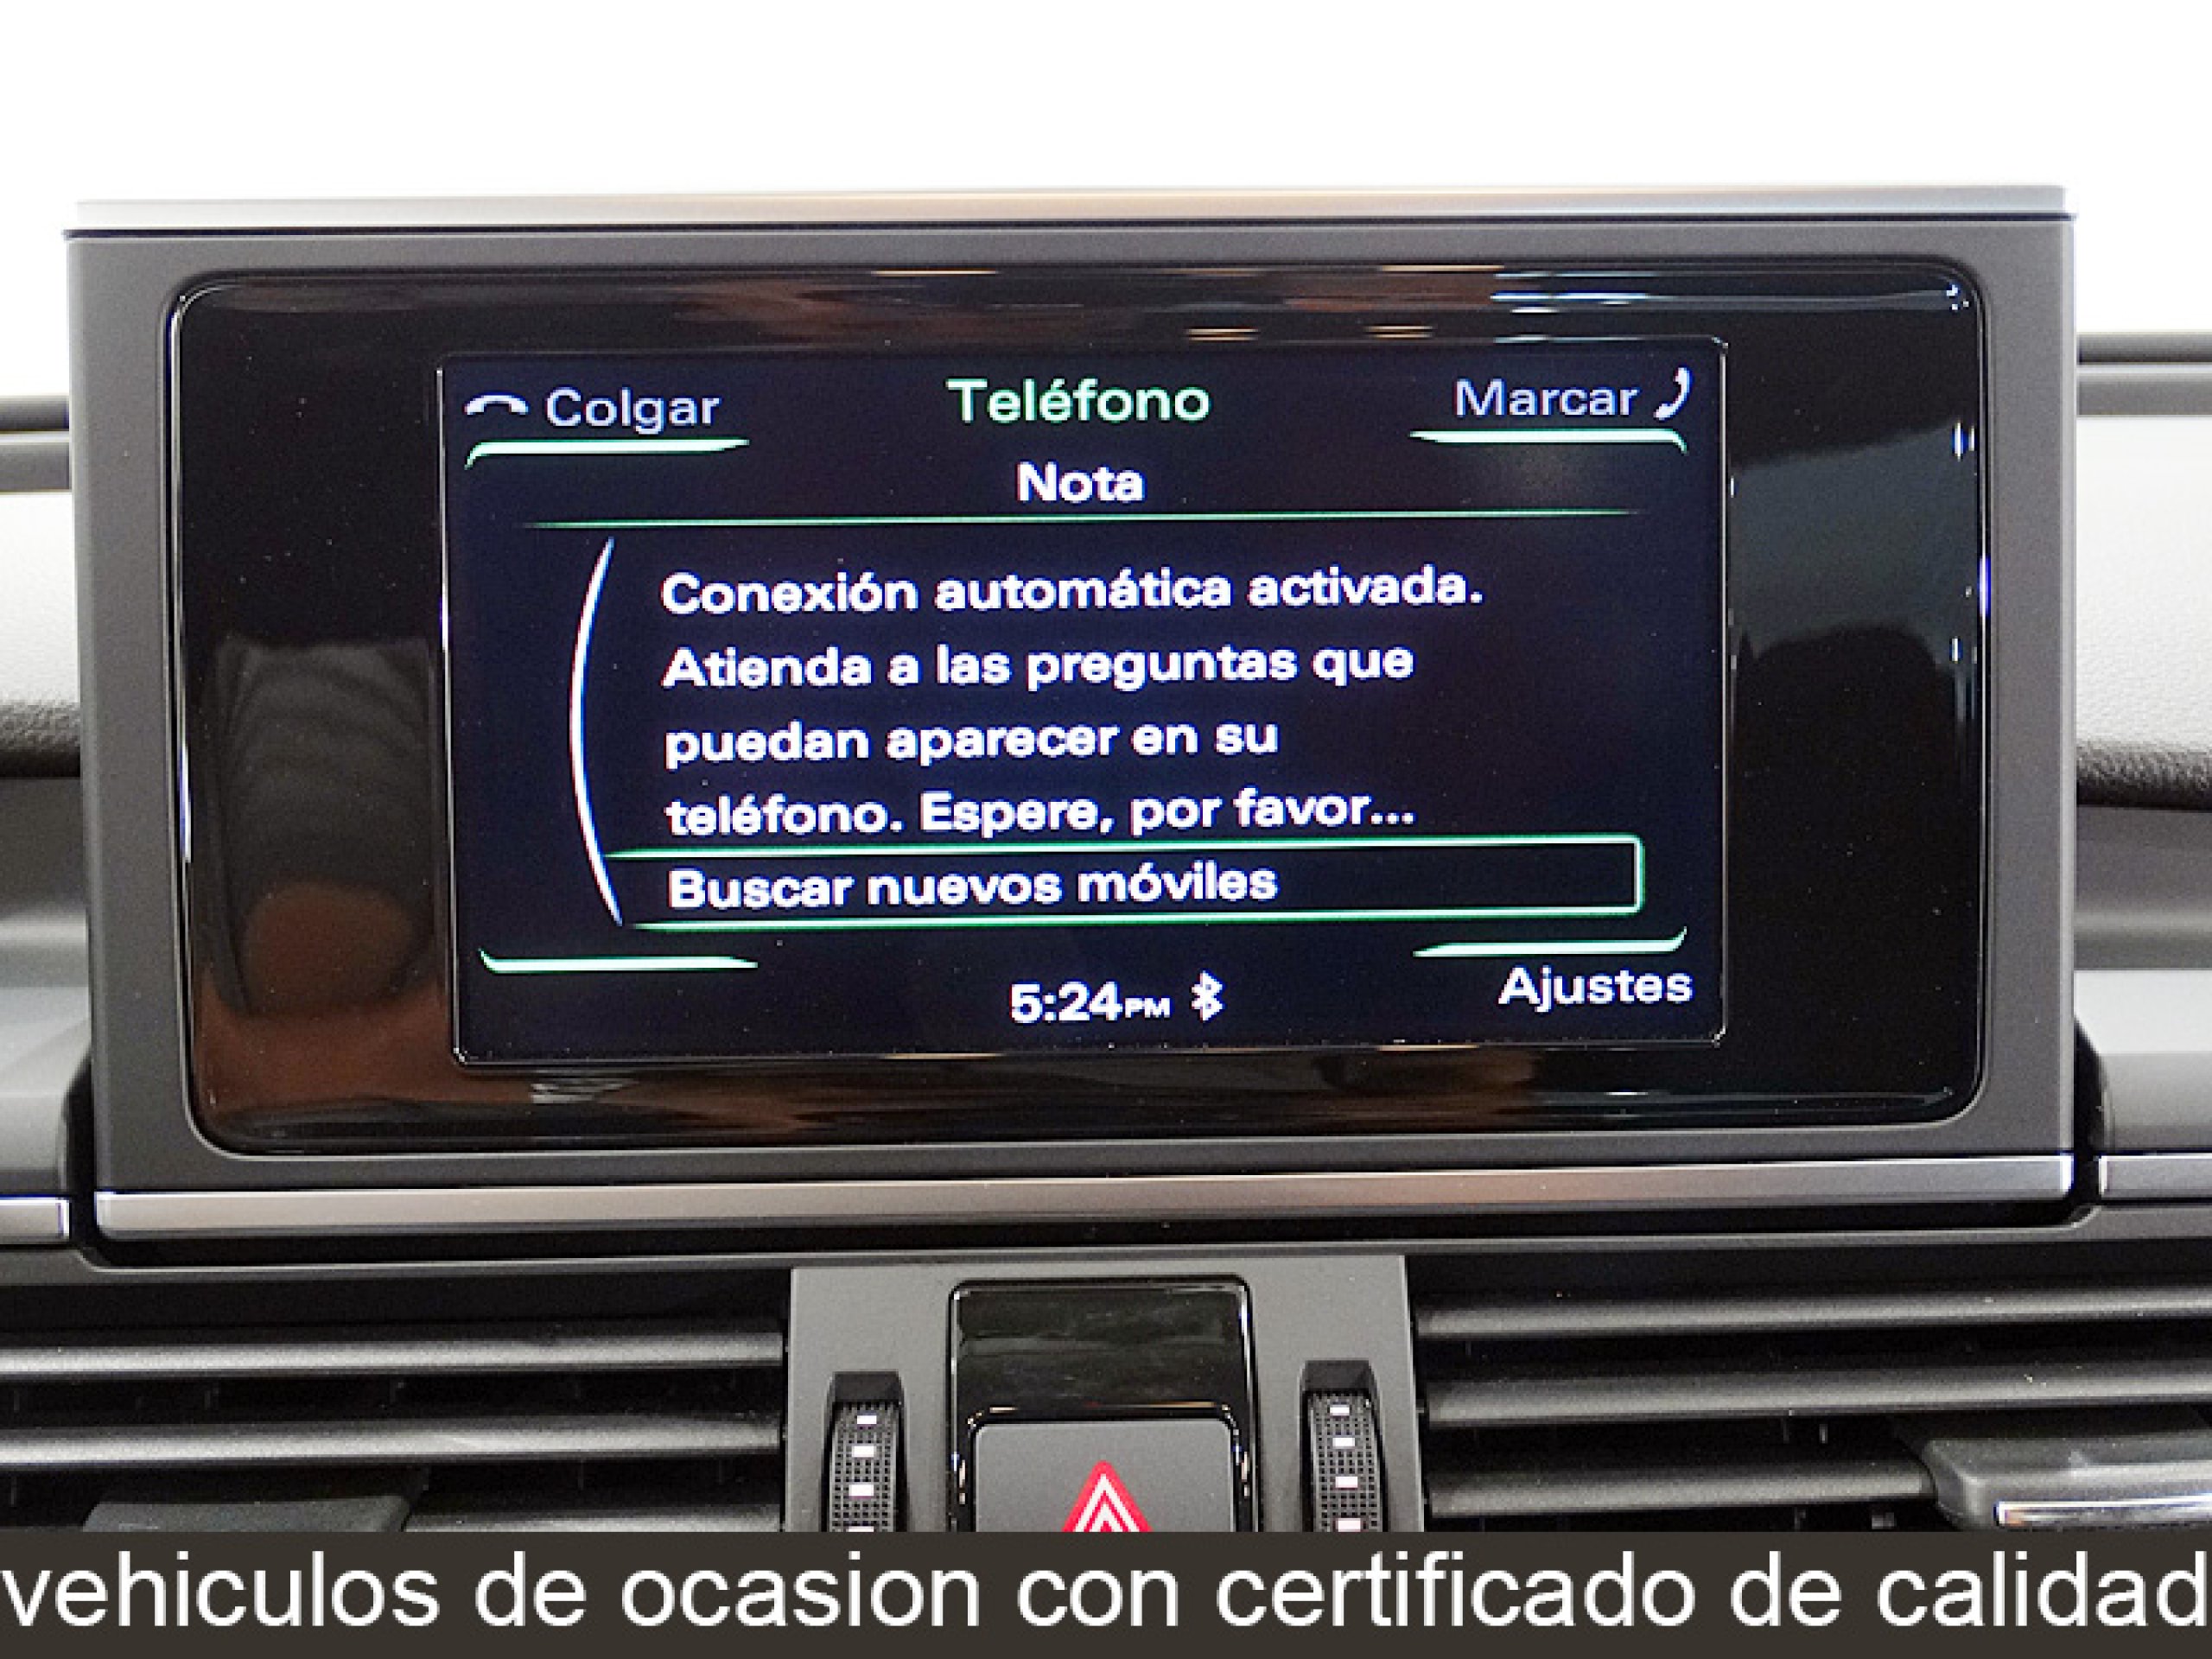 Colgar
Teléfono
Marcar
Nota
Conexión automática activada.
Atienda a las preguntas que
puedan aparecer en su
teléfono. Espere, por favor...
Buscar nuevos móviles
5:24PM
Ajustes
vehiculos de ocasion con certificado de calidad